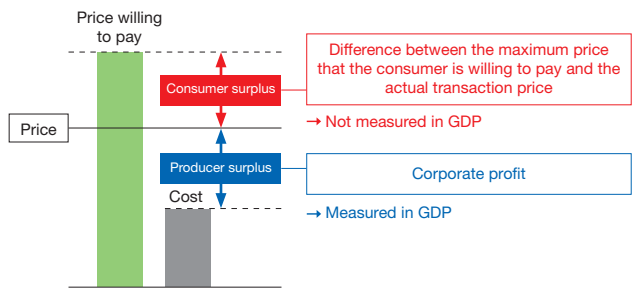 Price willing
to pay
Consumer surplus
Difference between the maximum price
that the consumer is willing to pay and the
actual transaction price
→ Not measured in GDP
Price
Producer surplus
Corporate profit
Cost
→ Measured in GDP